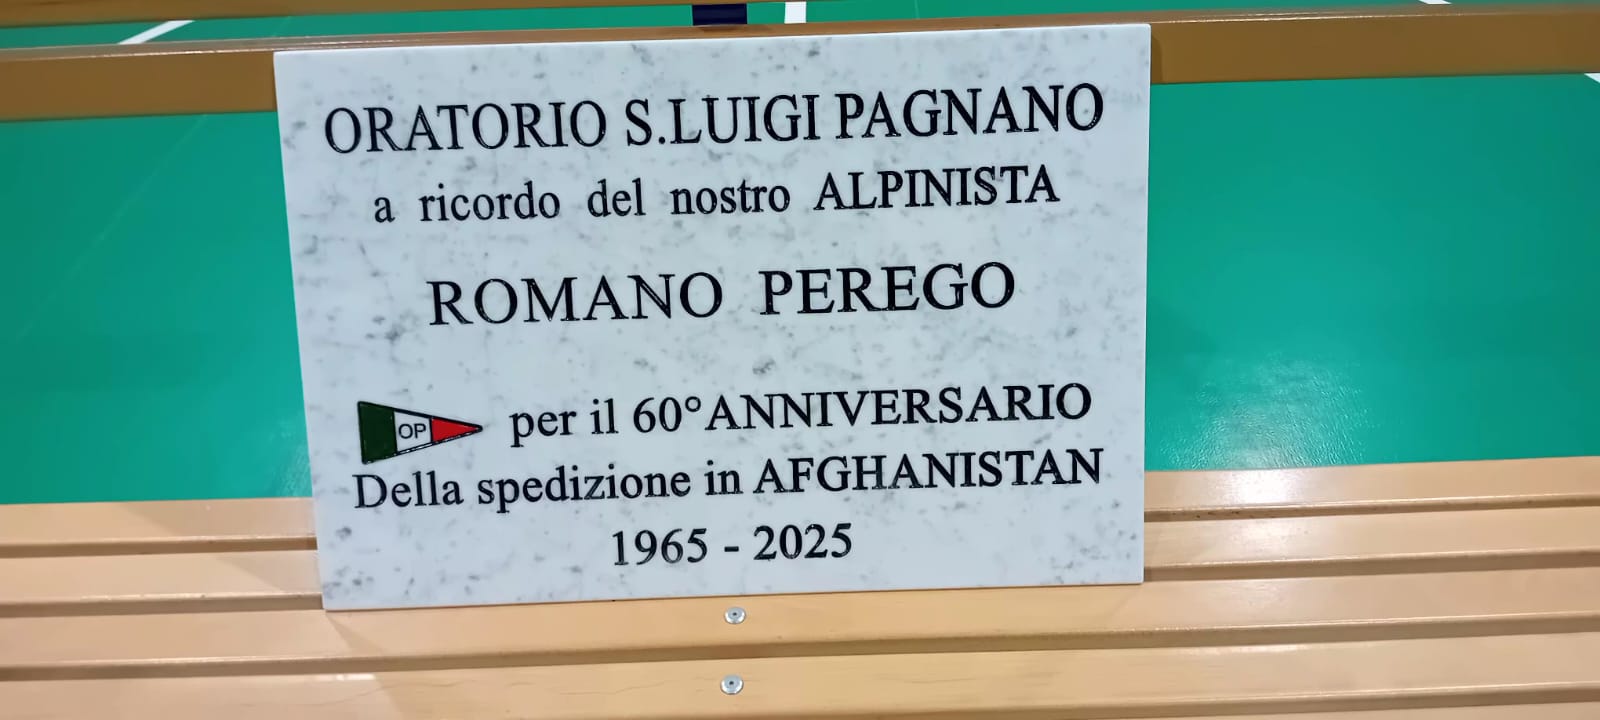 ORATORIO S.LUIGI PAGNANO
a ricordo del nostro ALPINISTA
ROMANO PEREGO
OP per il 60° ANNIVERSARIO
Della spedizione in AFGHANISTAN
1965 - 2025